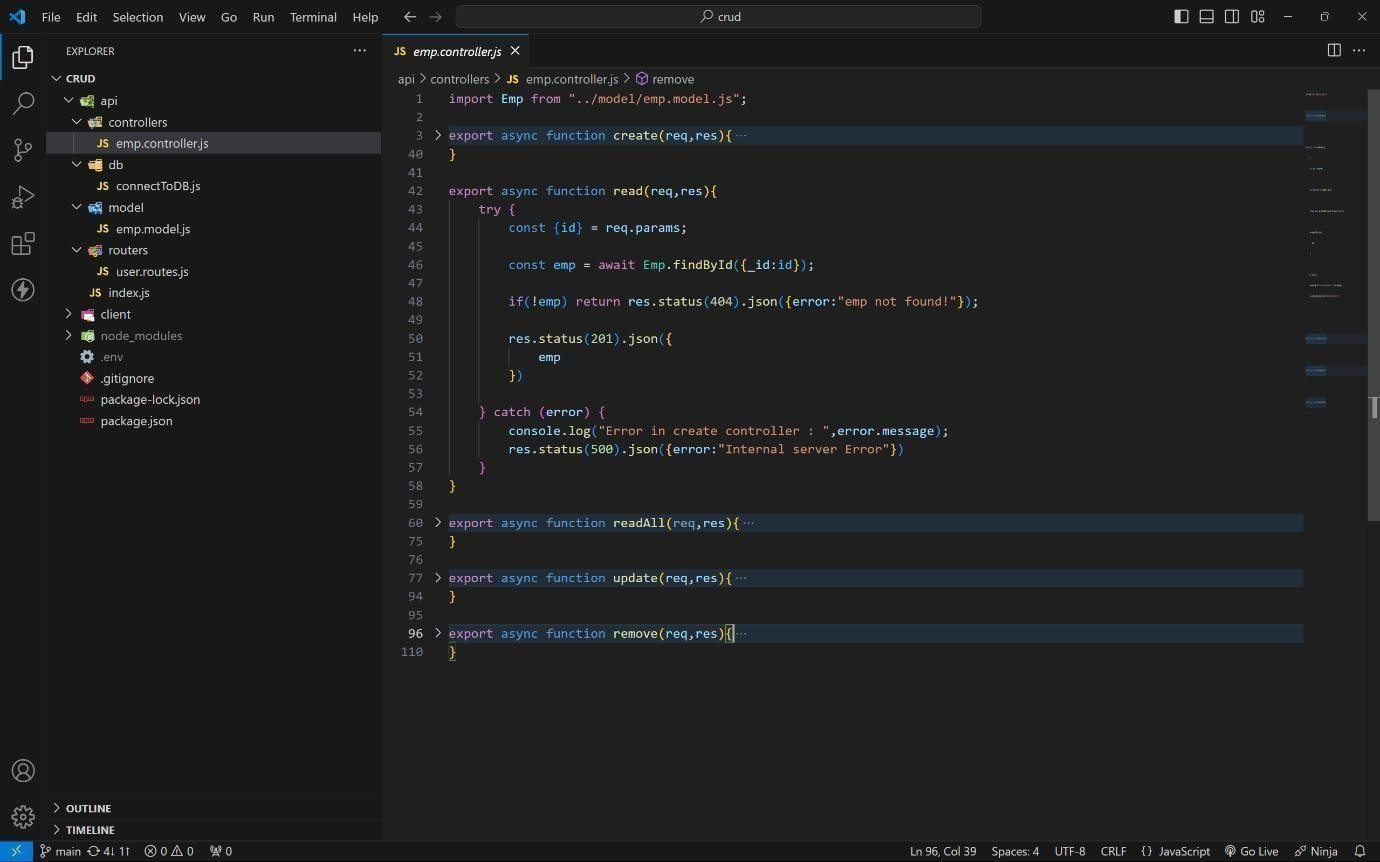 File Edit Selection View Go Run Terminal Help
crud
EXPLORER
CRUD
api
controllers
JS emp.controller.js
db
JS connectToDB.js
model
JS emp.model.js
routers
JS user.routes.js
JS index.js
client
node_modules
.env
.gitignore
package-lock.json
package.json
OUTLINE
TIMELINE
JS emp.controller.js
api > controllers > JS emp.controller.js > remove
1 import Emp from "../model/emp.model.js";
2
3 export async function create(req,res){ ···
40 }
41
42 export async function read(req,res){
43 try {
44 const {id} = req.params;
45
46 const emp = await Emp.findById({_id:id});
47
48 if(!emp) return res.status(404).json({error:"emp not found!"});
49
50 res.status(201).json({
51 emp
52 })
53
54 } catch (error) {
55 console.log("Error in create controller : ",error.message);
56 res.status(500).json({error:"Internal server Error"})
57 }
58 }
59
60 export async function readAll(req,res){ ···
75 }
76
77 export async function update(req,res){ ···
94 }
95
96 export async function remove(req,res){ ···
110 }
main 4↓ 1↑ 0 0 0 Ln 96, Col 39 Spaces: 4 UTF-8 CRLF {} JavaScript Go Live Ninja